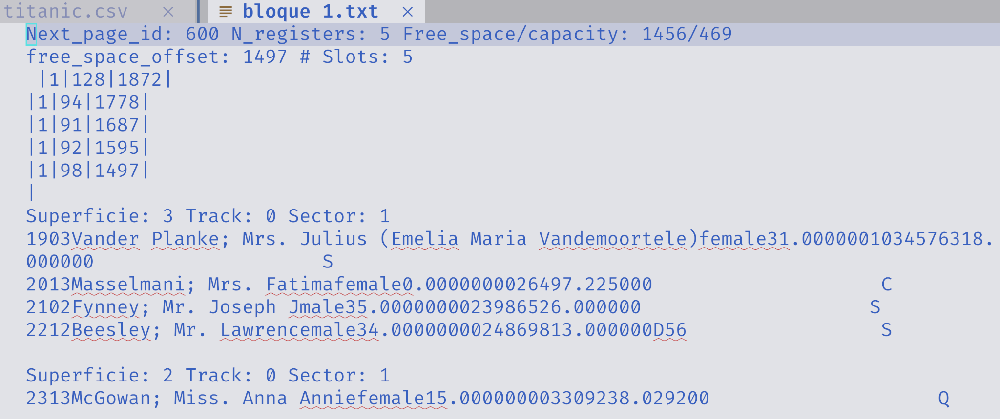 titanic.csv × bloque 1.txt ×
Next_page_id: 600 N_registers: 5 Free_space/capacity: 1456/469
free_space_offset: 1497 # Slots: 5
|1|128|1872|
|1|94|1778|
|1|91|1687|
|1|92|1595|
|1|98|1497|
|
Superficie: 3 Track: 0 Sector: 1
1903Vander Planke; Mrs. Julius (Emelia Maria Vandemoortele)female31.0000001034576318.
000000                    S
2013Masselmani; Mrs. Fatimafemale0.0000000026497.225000                    C
2102Fynney; Mr. Joseph Jmale35.0000000023986526.000000                    S
2212Beesley; Mr. Lawrencemale34.0000000024869813.000000D56                 S
Superficie: 2 Track: 0 Sector: 1
2313McGowan; Miss. Anna Anniefemale15.000000003309238.029200                    Q